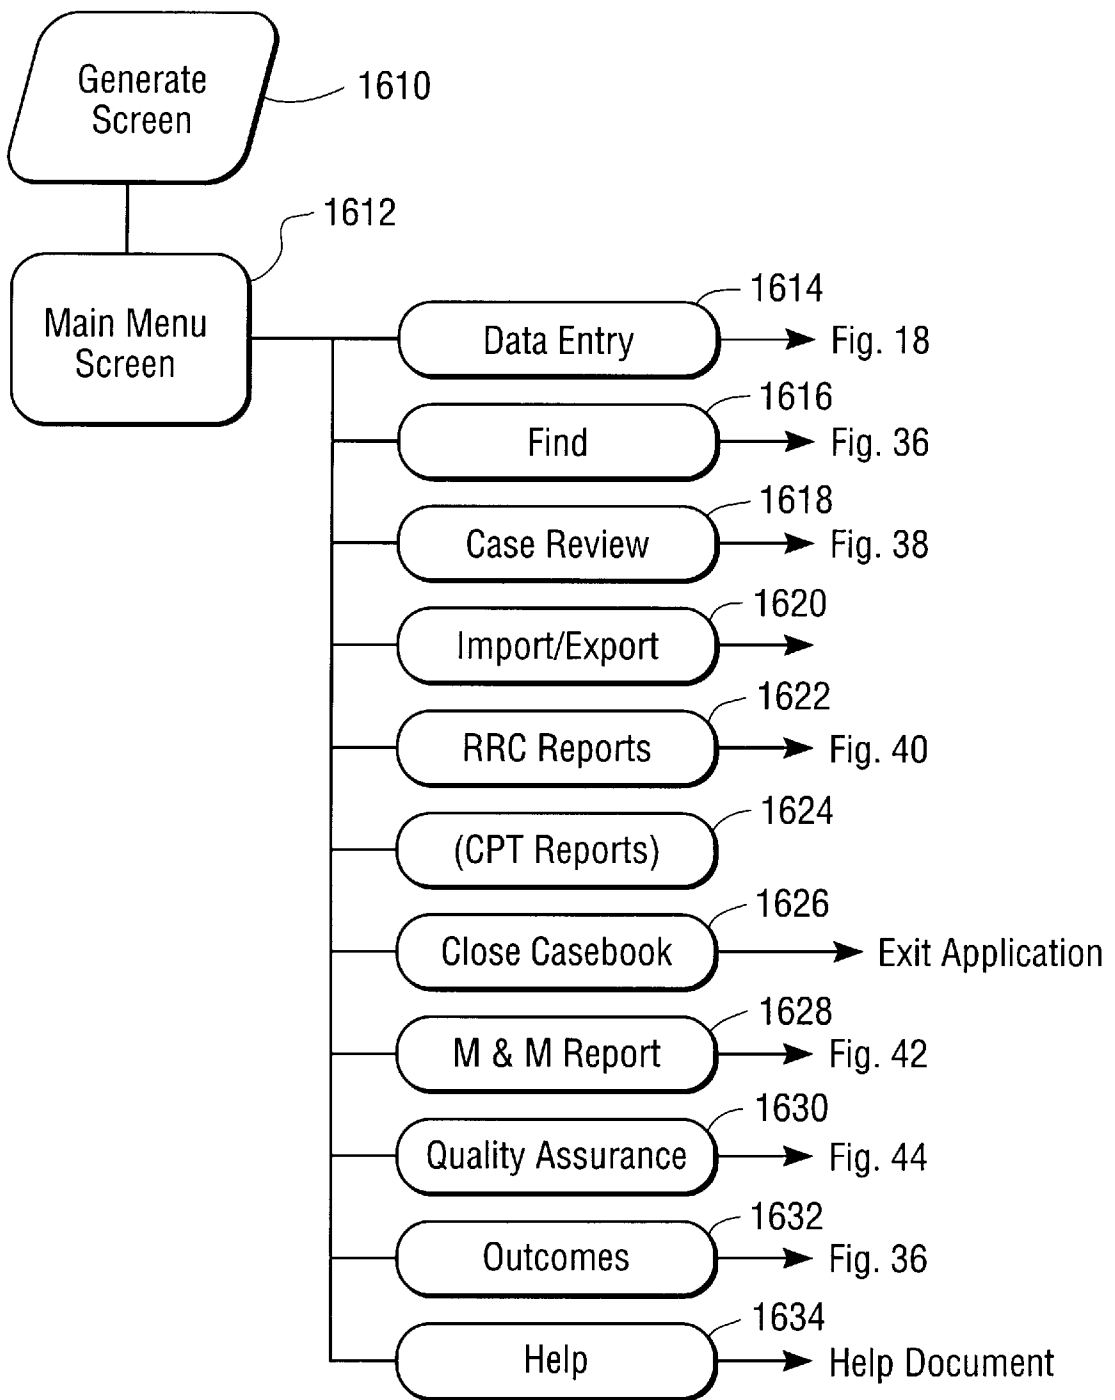 Generate
Screen
1610
1612
Main Menu
Screen
1614
Data Entry
Fig. 18
1616
Find
Fig. 36
1618
Case Review
Fig. 38
1620
Import/Export
1622
RRC Reports
Fig. 40
1624
(CPT Reports)
1626
Close Casebook
Exit Application
1628
M & M Report
Fig. 42
1630
Quality Assurance
Fig. 44
1632
Outcomes
Fig. 36
1634
Help
Help Document